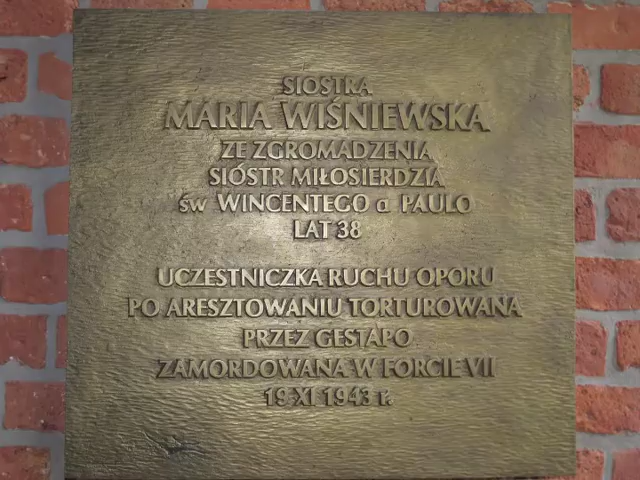 SIOSTRA
MARIA WIŚNIEWSKA
ZE ZGROMADZENIA
SIÓSTR MIŁOSIERDZIA
św WINCENTEGO a PAULO
LAT 38
UCZESTNICZKA RUCHU OPORU
PO ARESZTOWANIU TORTUROWANA
PRZEZ GESTAPO
ZAMORDOWANA W FORCIE VII
19 XI 1943 r.